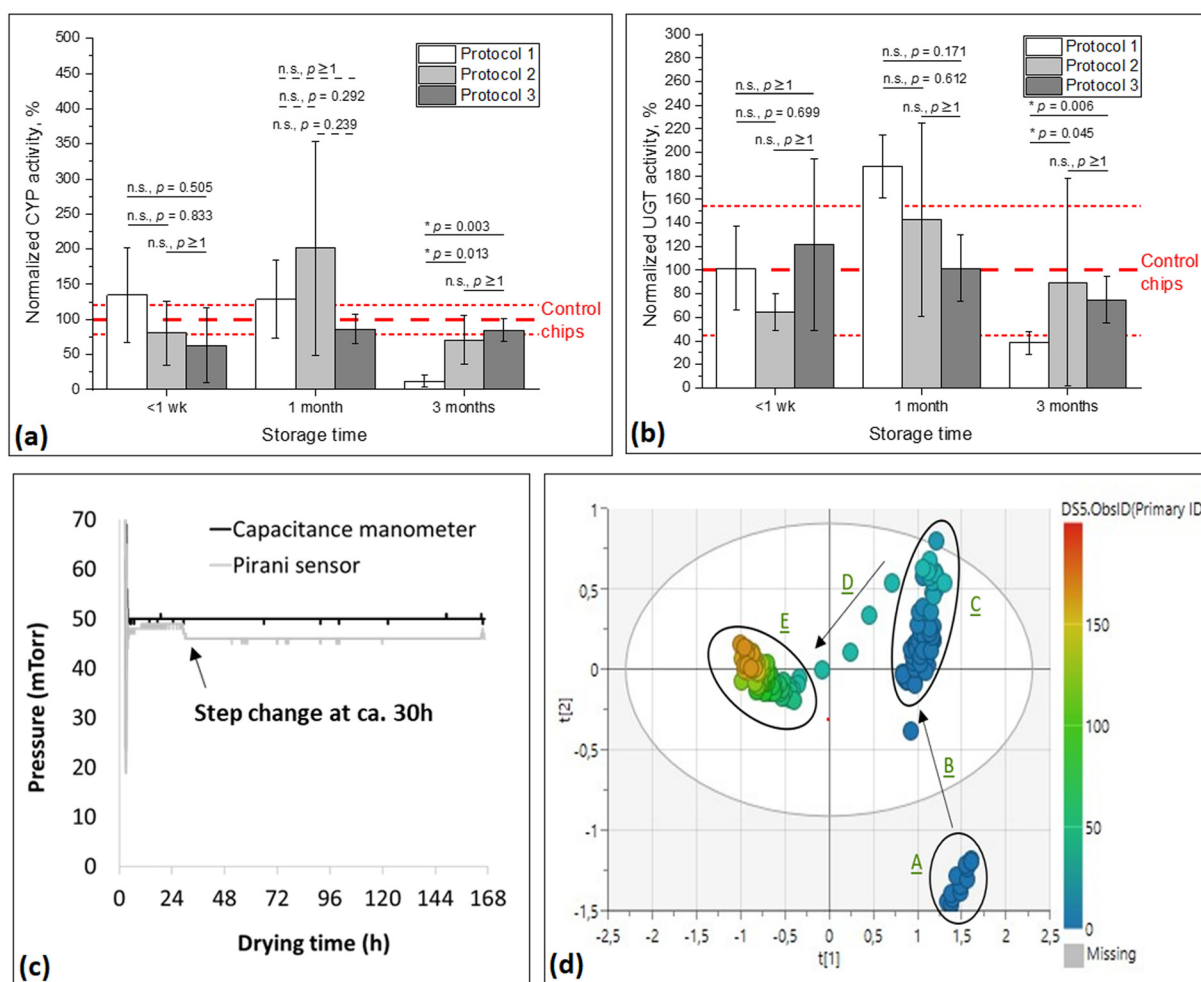 500
450
400
350
300
250
200
150
100
50
0
Normalized CYP activity, %
Protocol 1
Protocol 2
Protocol 3
n.s., p ≥1
n.s., p = 0.292
n.s., p = 0.239
n.s., p = 0.505
n.s., p = 0.833
n.s., p ≥1
* p = 0.003
* p = 0.013
n.s., p ≥1
Control
chips
<1 wk
1 month
3 months
Storage time
(a)
300
280
260
240
220
200
180
160
140
120
100
80
60
40
20
0
Normalized UGT activity, %
Protocol 1
Protocol 2
Protocol 3
n.s., p = 0.171
n.s., p = 0.612
n.s., p ≥1
n.s., p ≥1
n.s., p = 0.699
n.s., p ≥1
* p = 0.006
* p = 0.045
n.s., p ≥1
Control
chips
<1 wk
1 month
3 months
Storage time
(b)
70
60
50
40
30
20
10
0
Pressure (mTorr)
Capacitance manometer
Pirani sensor
Step change at ca. 30h
0 24 48 72 96 120 144 168
Drying time (h)
(c)
DS5.ObsID(Primary ID
1
0,5
0
-0,5
-1
-1,5
t[2]
D
C
E
B
A
150
100
50
0
Missing
-2,5 -2 -1,5 -1 -0,5 0 0,5 1 1,5 2 2,5
t[1]
(d)